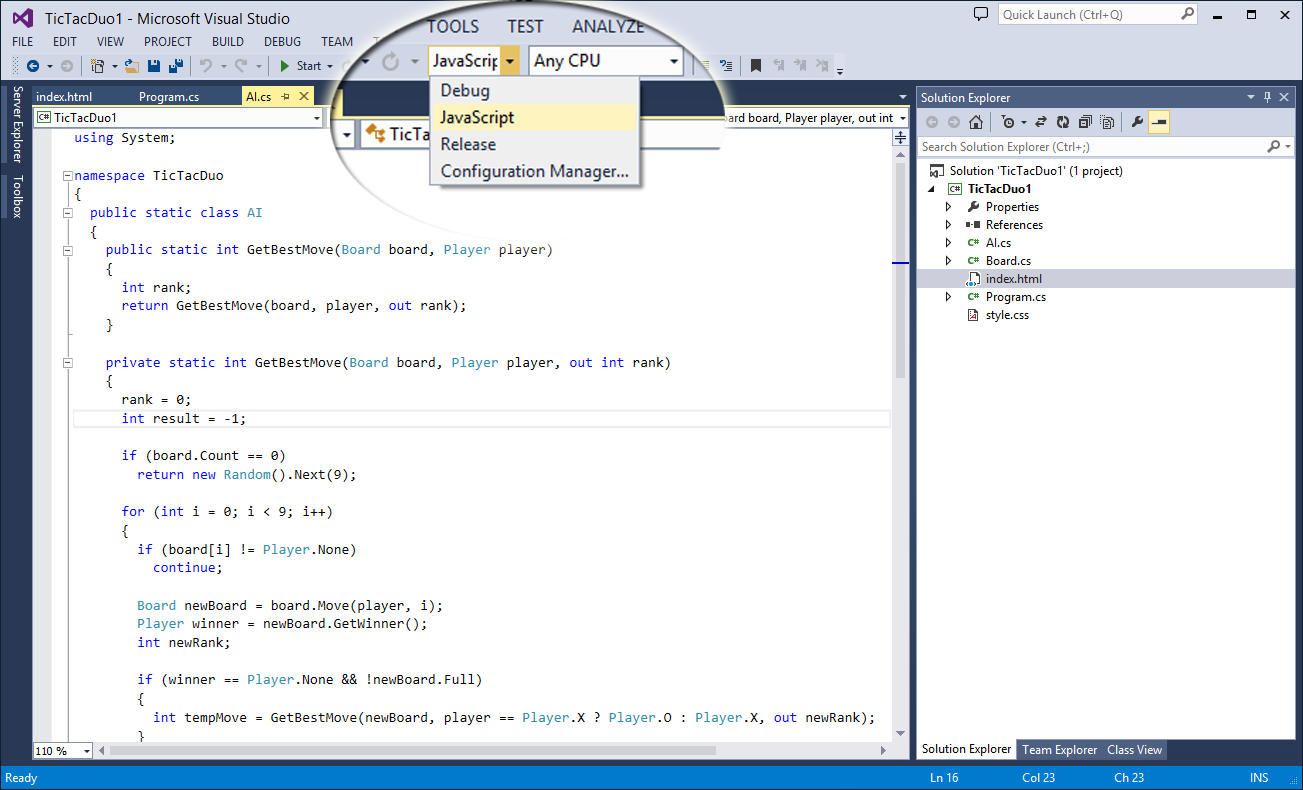 TicTacDuo1 - Microsoft Visual Studio
Quick Launch (Ctrl+Q)
FILE EDIT VIEW PROJECT BUILD DEBUG TEAM TOOLS TEST ANALYZE
Start JavaScrip Any CPU
Debug
JavaScript
Release
Configuration Manager...
Server Explorer
Toolbox
index.html Program.cs AI.cs
TicTacDuo1 TicTa board, Player player, out int
using System;
namespace TicTacDuo
{
public static class AI
{
public static int GetBestMove(Board board, Player player)
{
int rank;
return GetBestMove(board, player, out rank);
}
private static int GetBestMove(Board board, Player player, out int rank)
{
rank = 0;
int result = -1;
if (board.Count == 0)
return new Random().Next(9);
for (int i = 0; i < 9; i++)
{
if (board[i] != Player.None)
continue;
Board newBoard = board.Move(player, i);
Player winner = newBoard.GetWinner();
int newRank;
if (winner == Player.None && !newBoard.Full)
{
int tempMove = GetBestMove(newBoard, player == Player.X ? Player.O : Player.X, out newRank);
}
110 %
Solution Explorer
Search Solution Explorer (Ctrl+;)
Solution 'TicTacDuo1' (1 project)
C# TicTacDuo1
Properties
References
C# AI.cs
C# Board.cs
index.html
C# Program.cs
style.css
Solution Explorer Team Explorer Class View
Ready Ln 16 Col 23 Ch 23 INS